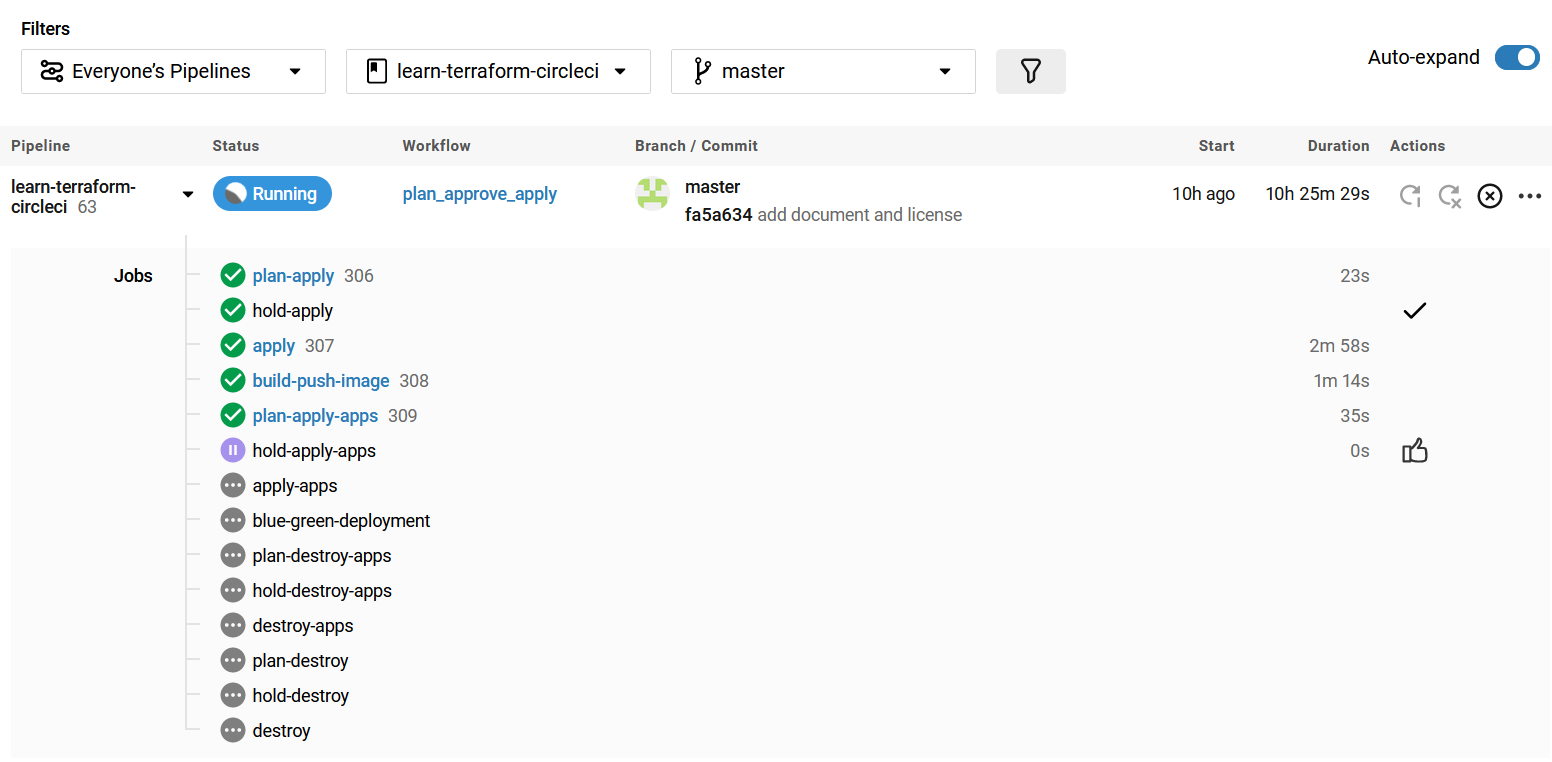 Filters
Everyone’s Pipelines learn-terraform-circleci master Auto-expand
Pipeline Status Workflow Branch / Commit Start Duration Actions
learn-terraform-circleci 63 Running plan_approve_apply master 10h ago 10h 25m 29s
fa5a634 add document and license
Jobs plan-apply 306 23s
hold-apply
apply 307 2m 58s
build-push-image 308 1m 14s
plan-apply-apps 309 35s
hold-apply-apps 0s
apply-apps
blue-green-deployment
plan-destroy-apps
hold-destroy-apps
destroy-apps
plan-destroy
hold-destroy
destroy